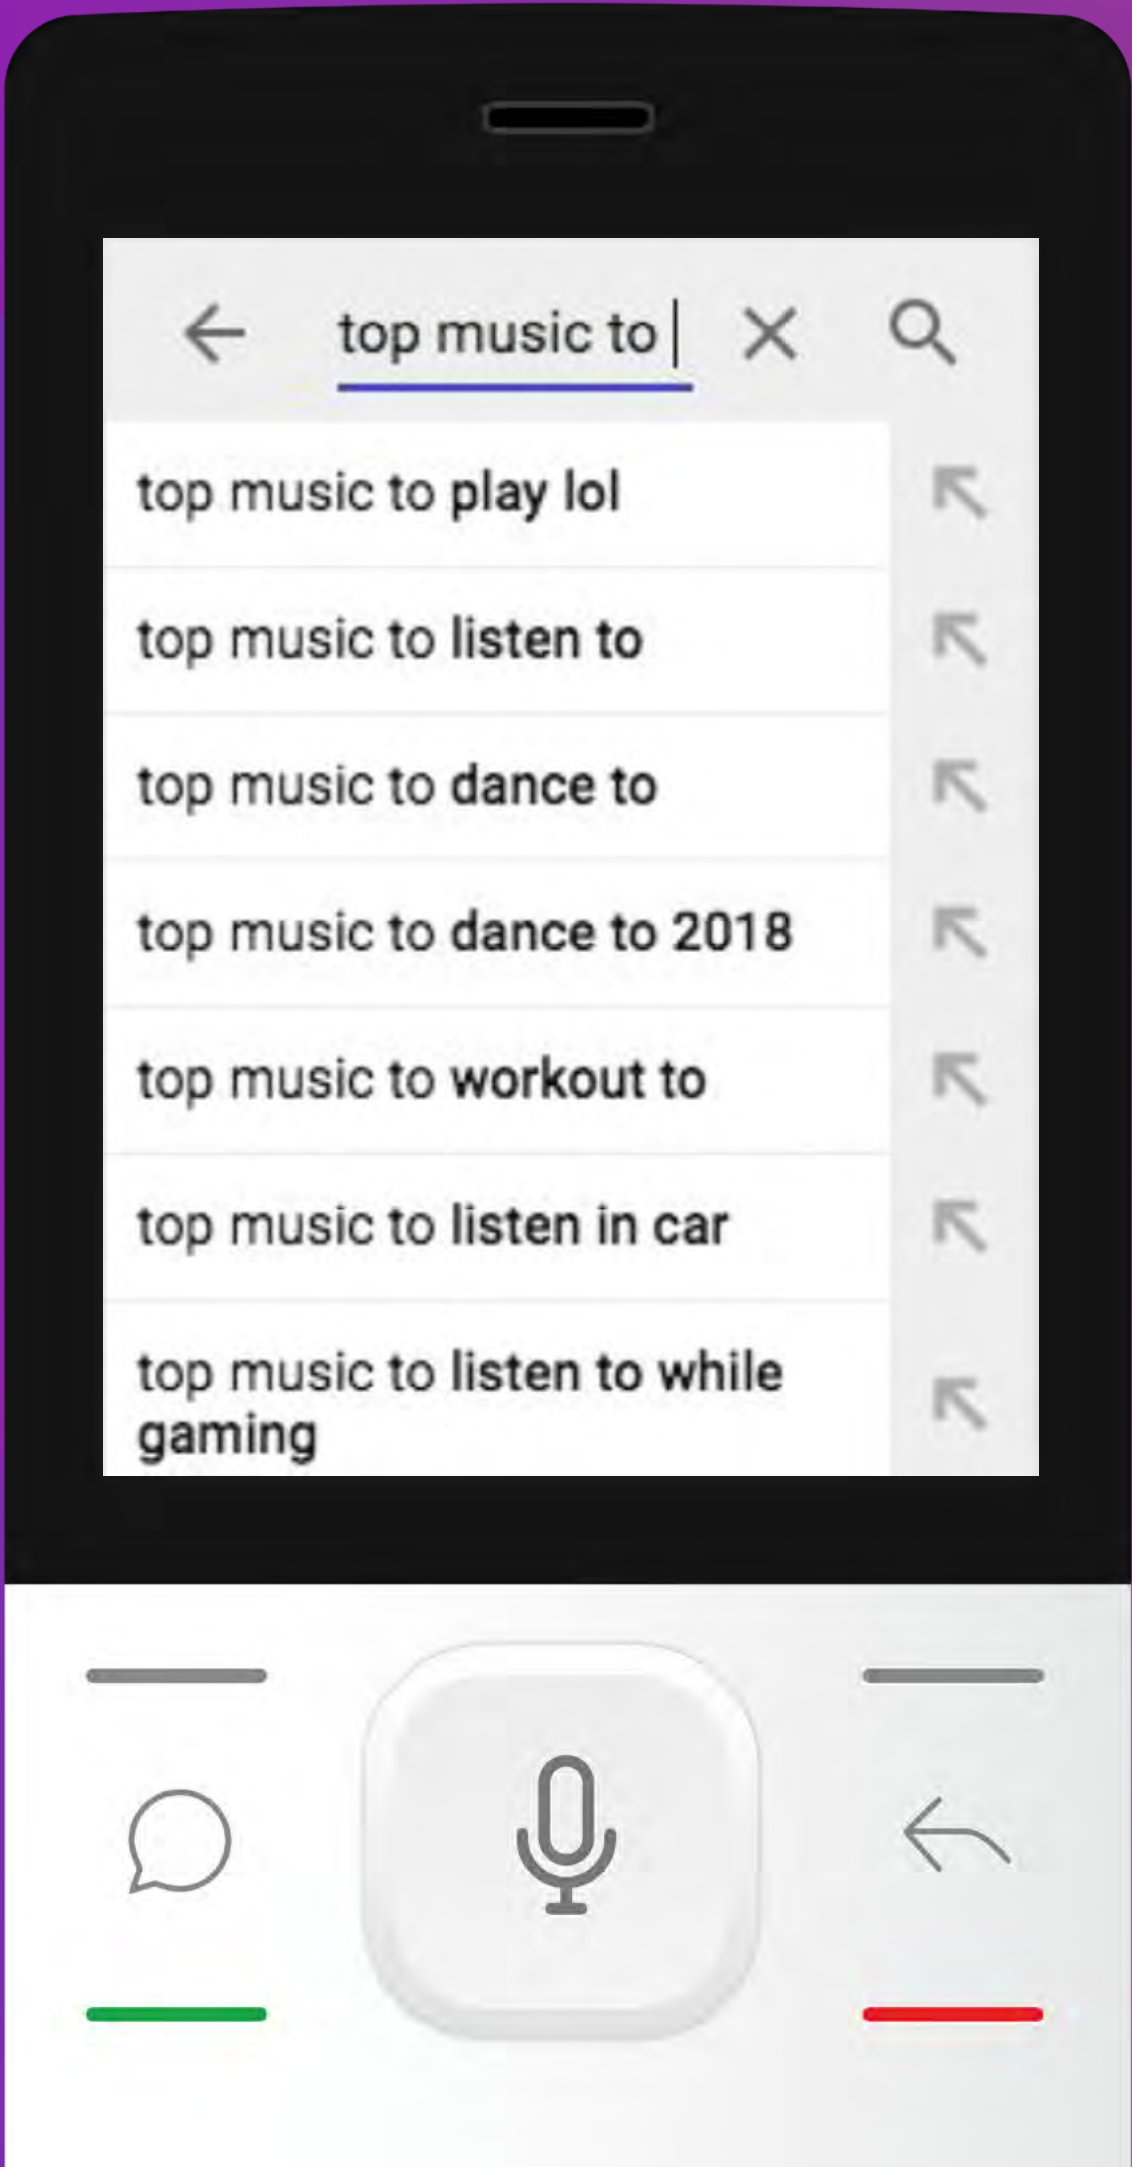 top music to
top music to play lol
top music to listen to
top music to dance to
top music to dance to 2018
top music to workout to
top music to listen in car
top music to listen to while
gaming